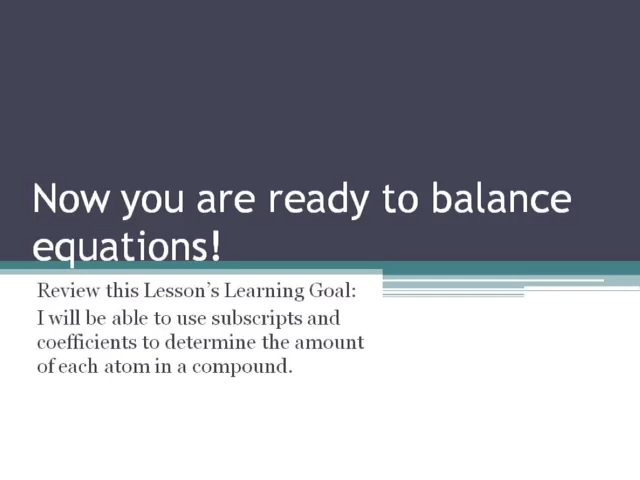 Now you are ready to balance
equations!
Review this Lesson’s Learning Goal:
I will be able to use subscripts and
coefficients to determine the amount
of each atom in a compound.